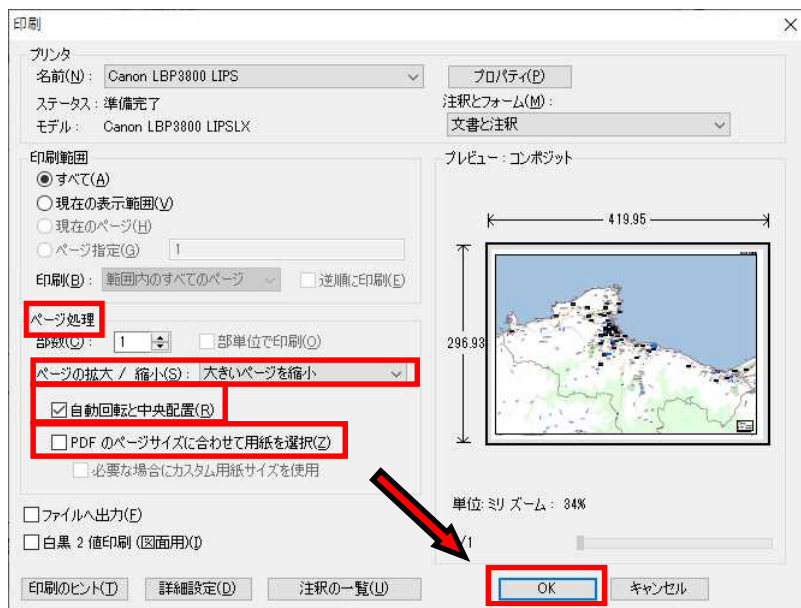 印刷
プリンタ
名前(N)： Canon LBP3800 LIPS
プロパティ(P)
ステータス：準備完了
注釈とフォーム(M)：
モデル： Canon LBP3800 LIPSLX
文書と注釈
印刷範囲
すべて(A)
現在の表示範囲(V)
現在のページ(H)
ページ指定(G) 1
印刷(B)： 範囲内のすべてのページ 逆順に印刷(E)
プレビュー：コンポジット
419.95
296.93
ページ処理
部数(C)： 1 部単位で印刷(O)
ページの拡大 / 縮小(S)： 大きいページを縮小
自動回転と中央配置(R)
PDF のページサイズに合わせて用紙を選択(Z)
必要な場合にカスタム用紙サイズを使用
ファイルへ出力(F)
白黒 2 値印刷 (図面用)(I)
単位: ミリ ズーム： 34%
/1
印刷のヒント(T) 詳細設定(D) 注釈の一覧(U) OK キャンセル